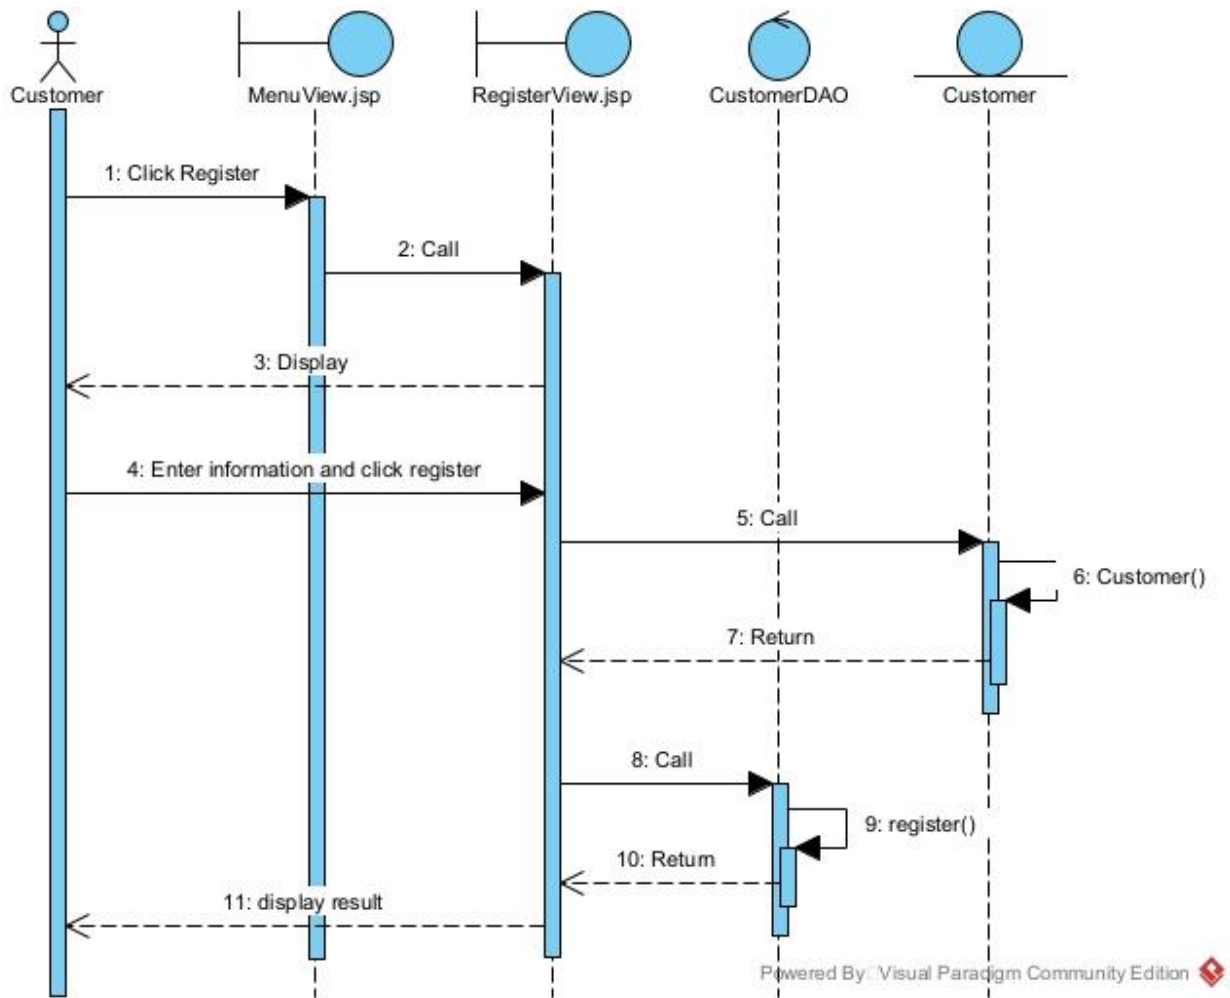 Customer
MenuView.jsp
RegisterView.jsp
CustomerDAO
Customer
1: Click Register
2: Call
3: Display
4: Enter information and click register
5: Call
6: Customer()
7: Return
8: Call
9: register()
10: Return
11: display result
Powered By Visual Paradigm Community Edition